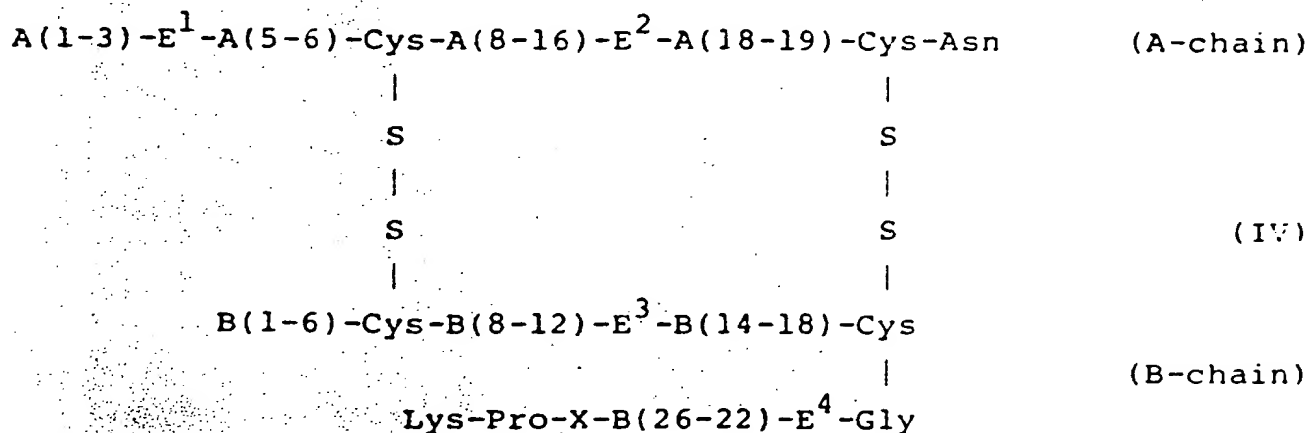 A(1-3)-E¹-A(5-6)-Cys-A(8-16)-E²-A(18-19)-Cys-Asn (A-chain)
| |
S S
| |
S S (IV)
| |
B(1-6)-Cys-B(8-12)-E³-B(14-18)-Cys
| (B-chain)
Lys-Pro-X-B(26-22)-E⁴-Gly